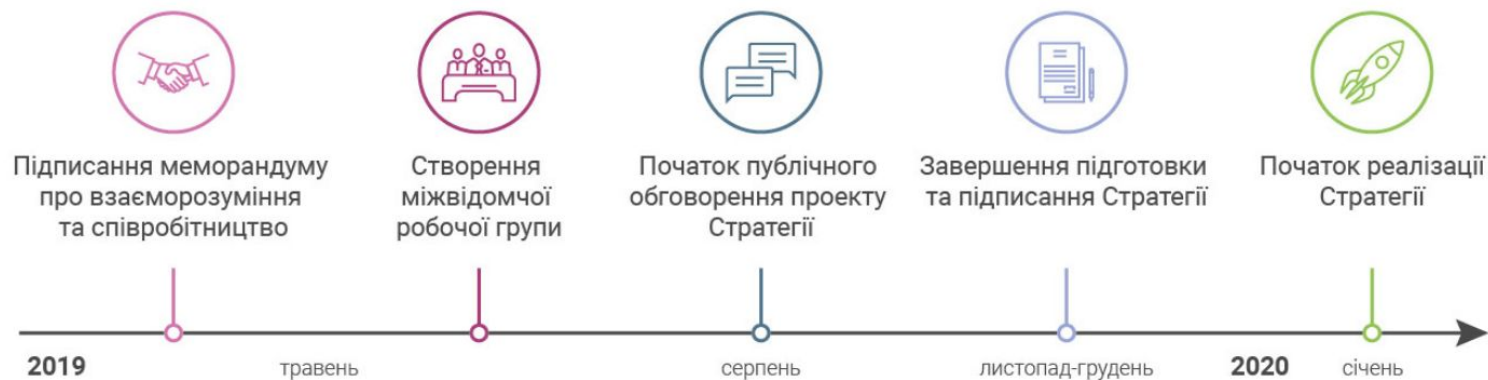 Підписання меморандуму
про взаєморозуміння
та співробітництво
Створення
міжвідомчої
робочої групи
Початок публічного
обговорення проекту
Стратегії
Завершення підготовки
та підписання Стратегії
Початок реалізації
Стратегії
2019
травень
серпень
листопад-грудень
2020
січень